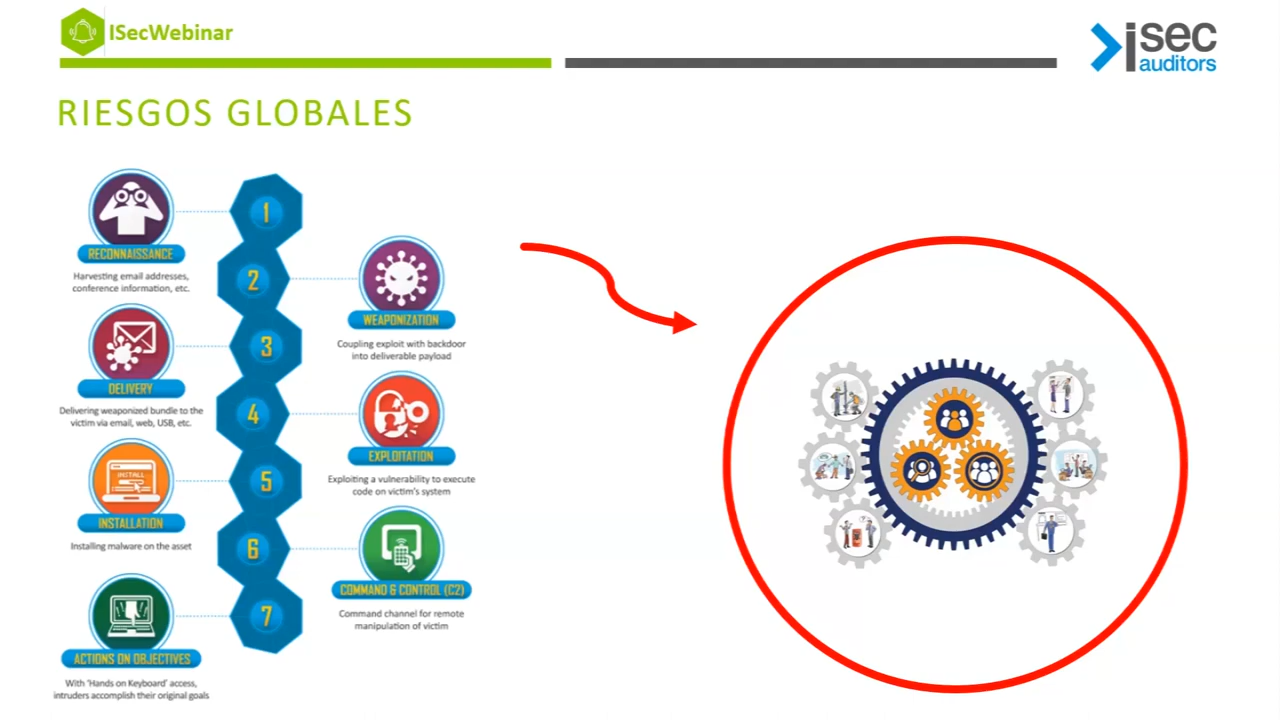 ISecWebinar
isec
auditors
RIESGOS GLOBALES
1
RECONNAISSANCE
Harvesting email addresses,
conference information, etc.
2
WEAPONIZATION
Coupling exploit with backdoor
into deliverable payload
3
DELIVERY
Delivering weaponized bundle to the
victim via email, web, USB, etc.
4
EXPLOITATION
Exploiting a vulnerability to execute
code on victim's system
5
INSTALL
INSTALLATION
Installing malware on the asset
6
COMMAND & CONTROL (C2)
Command channel for remote
manipulation of victim
7
ACTIONS ON OBJECTIVES
With 'Hands on Keyboard' access,
intruders accomplish their original goals